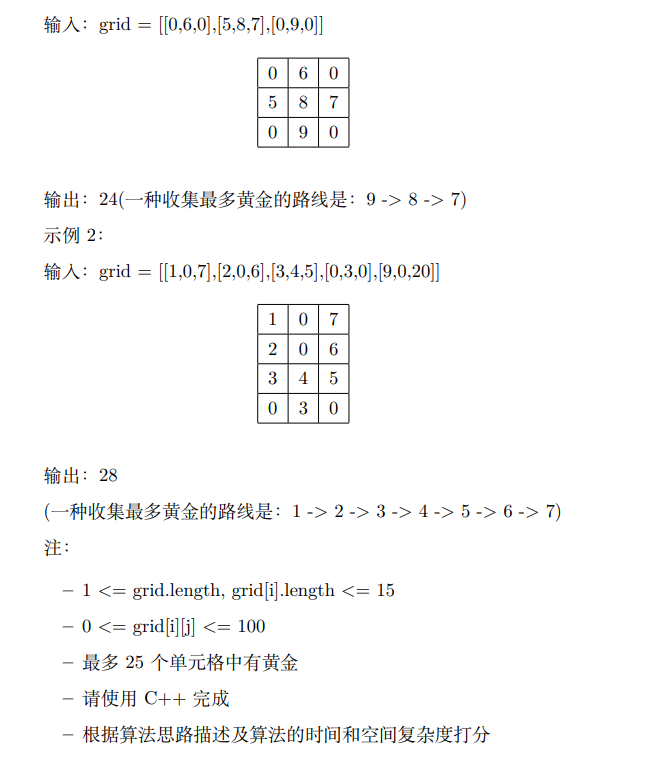 输入：grid = [[0,6,0],[5,8,7],[0,9,0]]
0 6 0
5 8 7
0 9 0
输出：24(一种收集最多黄金的路线是：9 -> 8 -> 7)
示例 2：
输入：grid = [[1,0,7],[2,0,6],[3,4,5],[0,3,0],[9,0,20]]
1 0 7
2 0 6
3 4 5
0 3 0
输出：28
(一种收集最多黄金的路线是：1 -> 2 -> 3 -> 4 -> 5 -> 6 -> 7)
注：
– 1 <= grid.length, grid[i].length <= 15
– 0 <= grid[i][j] <= 100
– 最多 25 个单元格中有黄金
– 请使用 C++ 完成
– 根据算法思路描述及算法的时间和空间复杂度打分